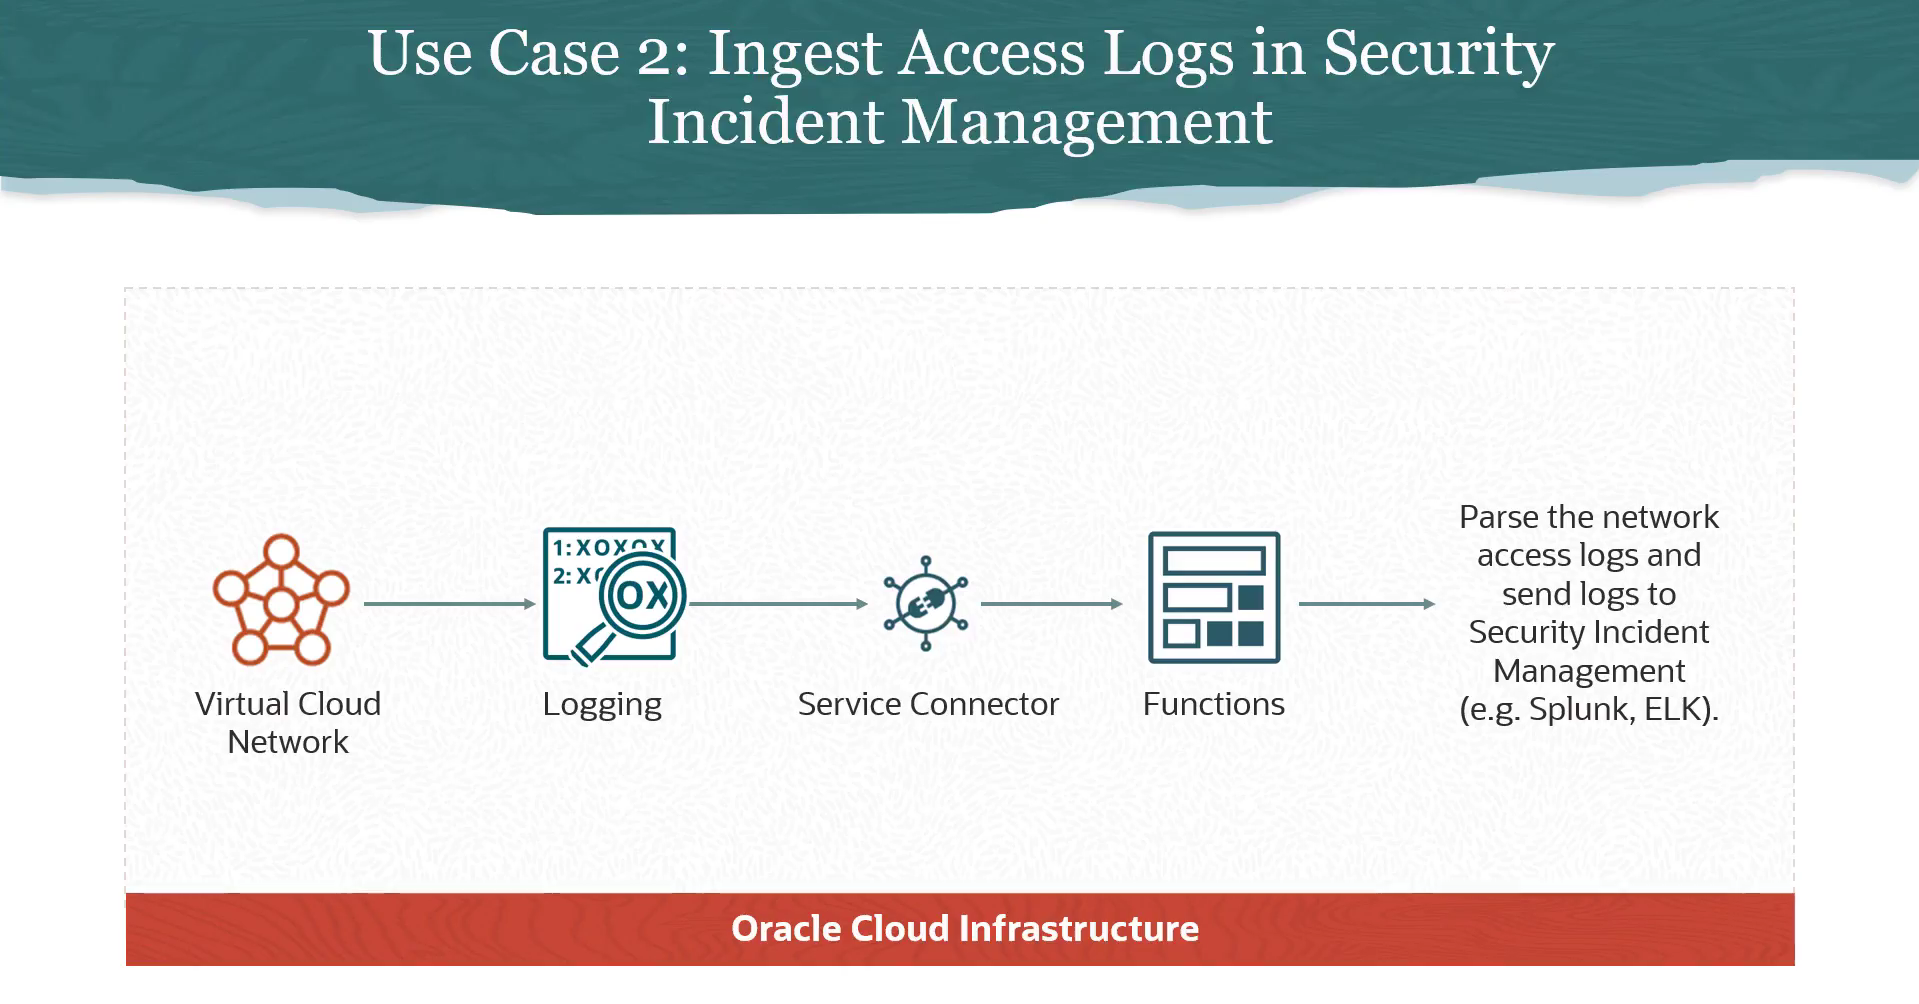 Use Case 2: Ingest Access Logs in Security
Incident Management
1: XOXOX
2: XO
OX
Virtual Cloud
Network
Logging
Service Connector
Functions
Parse the network
access logs and
send logs to
Security Incident
Management
(e.g. Splunk, ELK).
Oracle Cloud Infrastructure